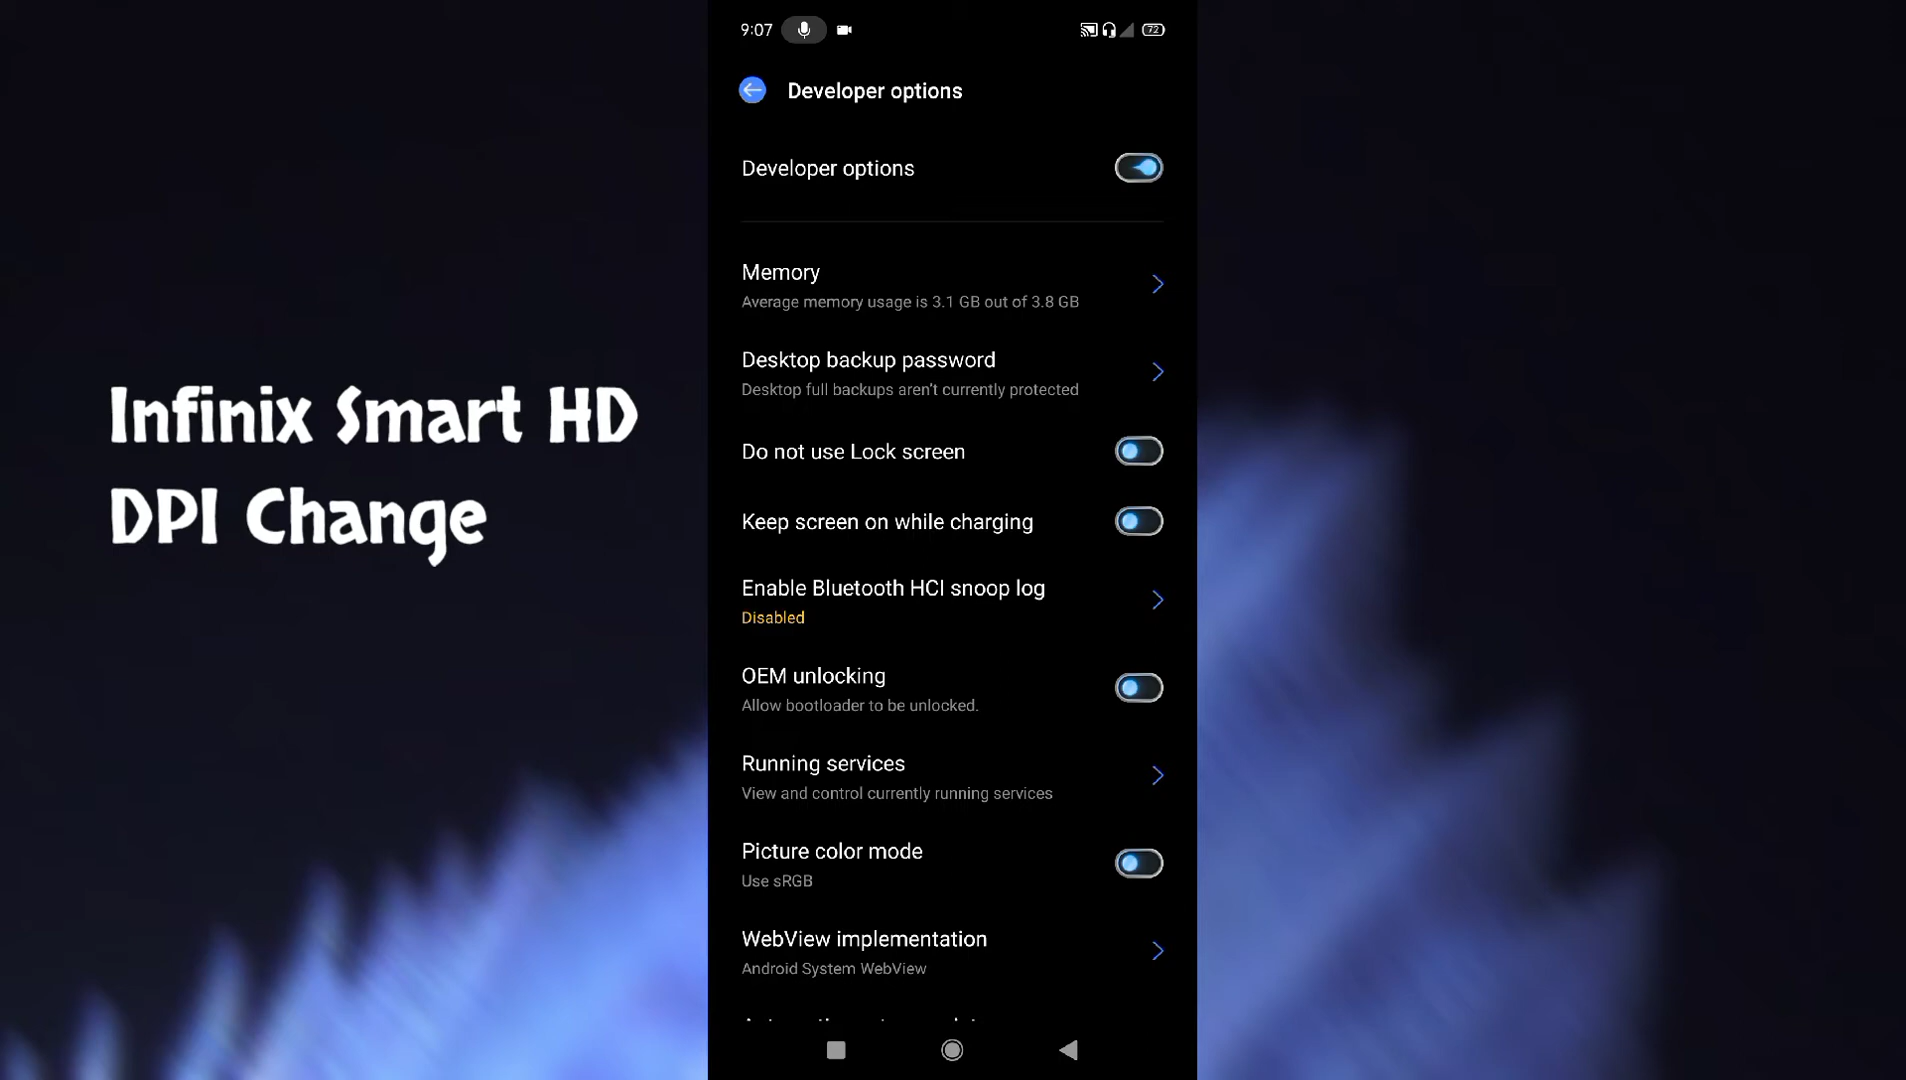 9:07
72
Developer options
Developer options
Memory
Average memory usage is 3.1 GB out of 3.8 GB
Desktop backup password
Desktop full backups aren't currently protected
Do not use Lock screen
Keep screen on while charging
Enable Bluetooth HCI snoop log
Disabled
OEM unlocking
Allow bootloader to be unlocked.
Running services
View and control currently running services
Picture color mode
Use sRGB
WebView implementation
Android System WebView
Infinix Smart HD
DPI Change